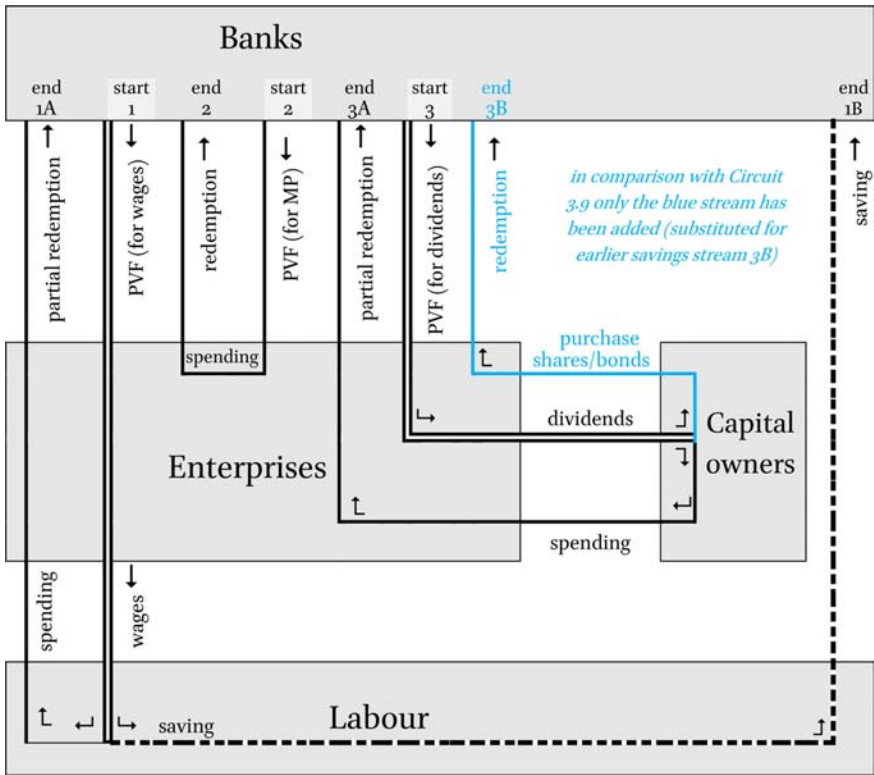 Banks
end
1A
start
1
end
2
start
2
end
3A
start
3
end
3B
end
1B
partial redemption
PVF (for wages)
redemption
PVF (for MP)
partial redemption
PVF (for dividends)
redemption
in comparison with Circuit
3.9 only the blue stream has
been added (substituted for
earlier savings stream 3B)
saving
spending
purchase
shares/bonds
dividends
Capital
owners
Enterprises
spending
spending
wages
saving
Labour